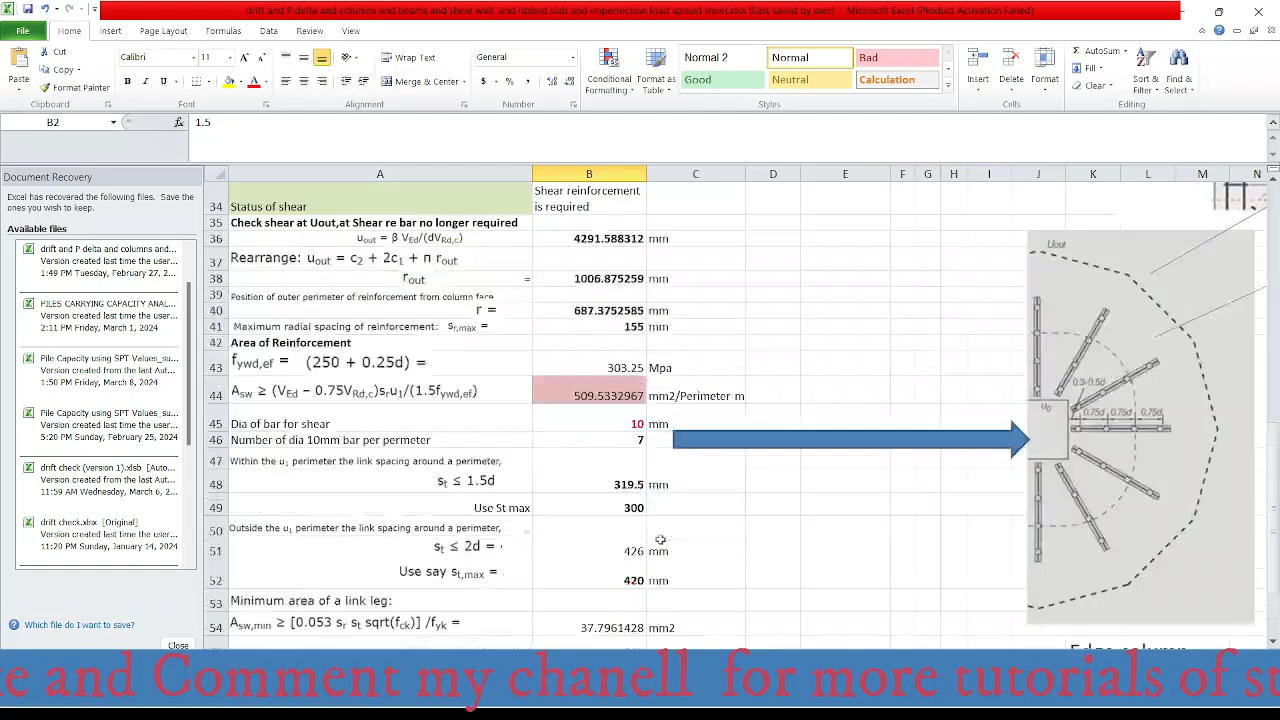 drift and P delta and columns and beams and shear wall and ribbed slab and imperfection load spread sheet.xlsx [Last saved by user] - Microsoft Excel (Product Activation Failed)
File Home Insert Page Layout Formulas Data Review View
Cut
Copy
Format Painter
Paste
Calibri 11
Wrap Text
Merge & Center
General
Conditional Formatting
Format as Table
Normal 2 Normal Bad
Good Neutral Calculation
Insert Delete Format
AutoSum
Fill
Clear
Sort & Filter
Find & Select
Clipboard Font Alignment Number Styles Cells Editing
B2 fx 1.5
Document Recovery
Excel has recovered the following files. Save the ones you wish to keep.
Available files
drift and P delta and columns and...
Version created last time the user...
1:49 PM Tuesday, February 27, 2...
PILES CARRYING CAPACITY ANAL...
Version created last time the user...
2:11 PM Friday, March 1, 2024
Pile Capacity using SPT Values_su...
Version created last time the user...
1:50 PM Friday, March 8, 2024
Pile Capacity using SPT Values_su...
Version created last time the user...
5:20 PM Sunday, February 25, 2024
drift check (version 1).xlsb [Auto...
Version created from the last Aut...
11:59 AM Wednesday, March 6, 2...
drift check.xlsx [Original]
Version created last time the user...
11:20 PM Sunday, January 14, 2024
Which file do I want to save?
Close
A B C D E F G H I J K L M N
34 Status of shear Shear reinforcement is required
35 Check shear at Uout,at Shear re bar no longer required
36 uout = β VEd/(dVRd,c) 4291.588312 mm
37 Rearrange: uout = c2 + 2c1 + π rout
38 rout = 1006.875259 mm
39 Position of outer perimeter of reinforcement from column face
40 r = 687.3752585 mm
41 Maximum radial spacing of reinforcement: sr,max = 155 mm
42 Area of Reinforcement
43 fywd,ef = (250 + 0.25d) = 303.25 Mpa
44 Asw ≥ (VEd – 0.75VRd,c)sru1/(1.5fywd,ef) 509.5332967 mm2/Perimeter m
45 Dia of bar for shear 10 mm
46 Number of dia 10mm bar per permeter 7
47 Within the u1 perimeter the link spacing around a perimeter,
48 st ≤ 1.5d 319.5 mm
49 Use St max 300
50 Outside the u1 perimeter the link spacing around a perimeter,
51 st ≤ 2d = 426 mm
52 Use say st,max = 420 mm
53 Minimum area of a link leg:
54 Asw,min ≥ [0.053 sr st sqrt(fck)] /fyk = 37.7961428 mm2
Uout
0.3-0.5d
u0
0.75d 0.75d 0.75d
Edge column
ke and Comment my chanell for more tutorials of st